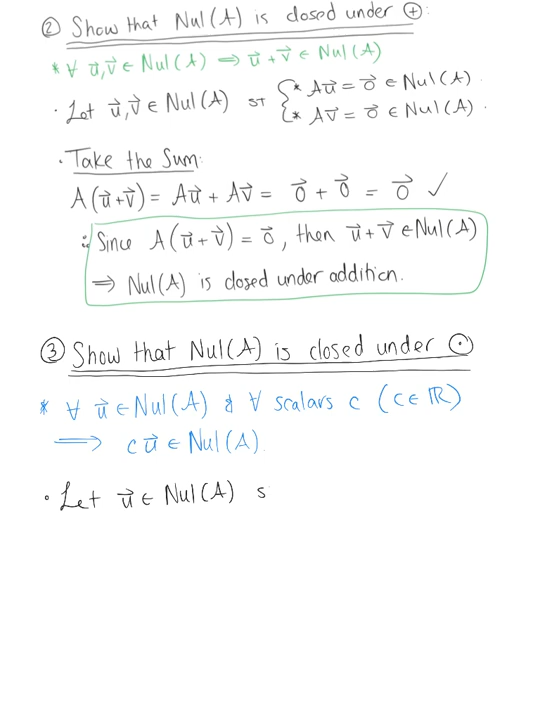 ② Show that Nul(A) is closed under ⊕:
* ∀ u⃗, v⃗ ∈ Nul(A) ⇒ u⃗ + v⃗ ∈ Nul(A)
· Let u⃗, v⃗ ∈ Nul(A) st { * Au⃗ = 0⃗ ∈ Nul(A).
* Av⃗ = 0⃗ ∈ Nul(A).
· Take the Sum:
A(u⃗+v⃗) = Au⃗ + Av⃗ = 0⃗ + 0⃗ = 0⃗ ✓
∴ Since A(u⃗ + v⃗) = 0⃗, then u⃗ + v⃗ ∈ Nul(A)
⇒ Nul(A) is closed under addition.
③ Show that Nul(A) is closed under ⊙
* ∀ u⃗ ∈ Nul(A) & ∀ scalars c (c ∈ ℝ)
⟹ cu⃗ ∈ Nul(A).
· Let u⃗ ∈ Nul(A) s